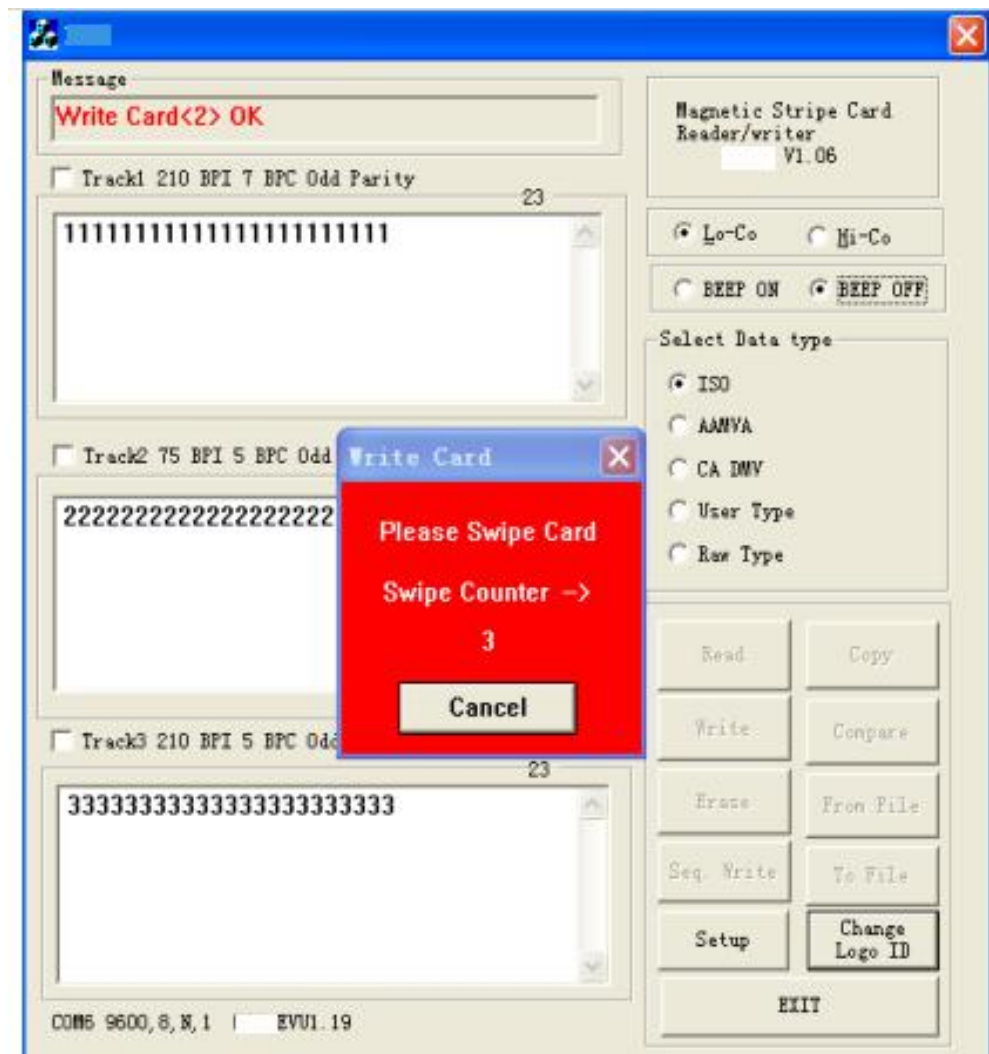 Message
Write Card<2> OK
Track1 210 BPI 7 BPC Odd Parity
23
11111111111111111111111
Track2 75 BPI 5 BPC Odd
2222222222222222222
Track3 210 BPI 5 BPC Odd
23
33333333333333333333333
COM6 9600,8,N,1 | EVU1.19
Write Card
Please Swipe Card
Swipe Counter ->
3
Cancel
Magnetic Stripe Card
Reader/writer
V1.06
Lo-Co Hi-Co
BEEP ON BEEP OFF
Select Data type
ISO
AAMVA
CA DMV
User Type
Raw Type
Read Copy
Write Compare
Erase From File
Seq. Write To File
Setup Change
Logo ID
EXIT